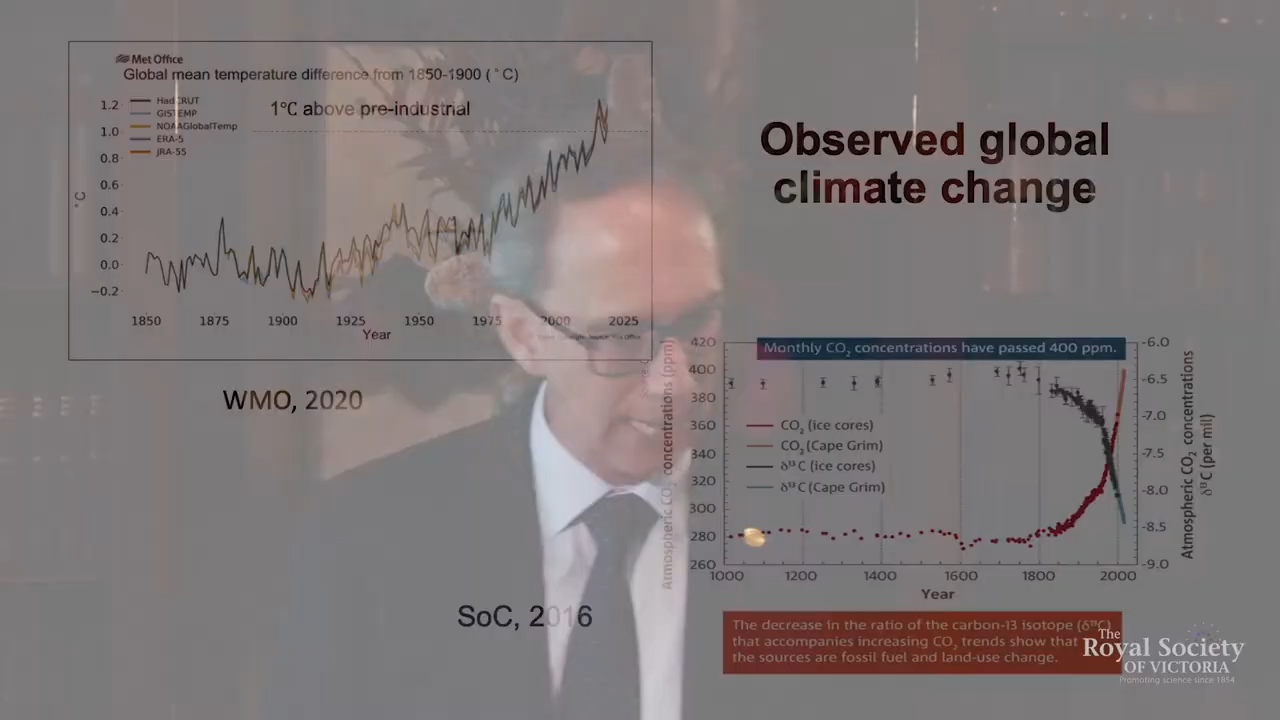 Met Office
Global mean temperature difference from 1850-1900 (°C)
1°C above pre-industrial
HadCRUT
GISTEMP
NOAAGlobalTemp
ERA-5
JRA-55
1.2
1.0
0.8
0.6
0.4
0.2
0.0
−0.2
°C
1850 1875 1900 1925 1950 1975 2000 2025
Year
WMO, 2020
Observed global
climate change
Monthly CO₂ concentrations have passed 400 ppm.
Atmospheric CO₂ concentrations (ppm)
420
400
380
360
340
320
300
280
260
CO₂ (ice cores)
CO₂ (Cape Grim)
δ¹³C (ice cores)
δ¹³C (Cape Grim)
-6.0
-6.5
-7.0
-7.5
-8.0
-8.5
-9.0
Atmospheric CO₂ concentrations
δ¹³C (per mil)
1000 1200 1400 1600 1800 2000
Year
SoC, 2016
The decrease in the ratio of the carbon-13 isotope (δ¹³C)
that accompanies increasing CO₂ trends show that
the sources are fossil fuel and land-use change.
The
Royal Society
OF VICTORIA
Promoting science since 1854